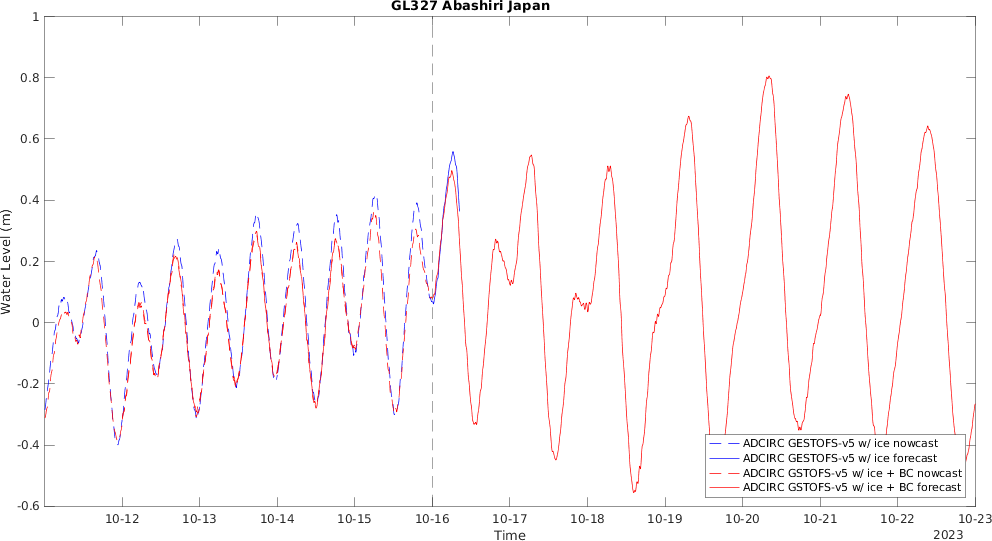 GL327 Abashiri Japan
1
0.8
0.6
0.4
0.2
0
-0.2
-0.4
-0.6
Water Level (m)
ADCIRC GESTOFS-v5 w/ ice nowcast
ADCIRC GESTOFS-v5 w/ ice forecast
ADCIRC GSTOFS-v5 w/ ice + BC nowcast
ADCIRC GSTOFS-v5 w/ ice + BC forecast
10-12 10-13 10-14 10-15 10-16 10-17 10-18 10-19 10-20 10-21 10-22 10-23
Time
2023